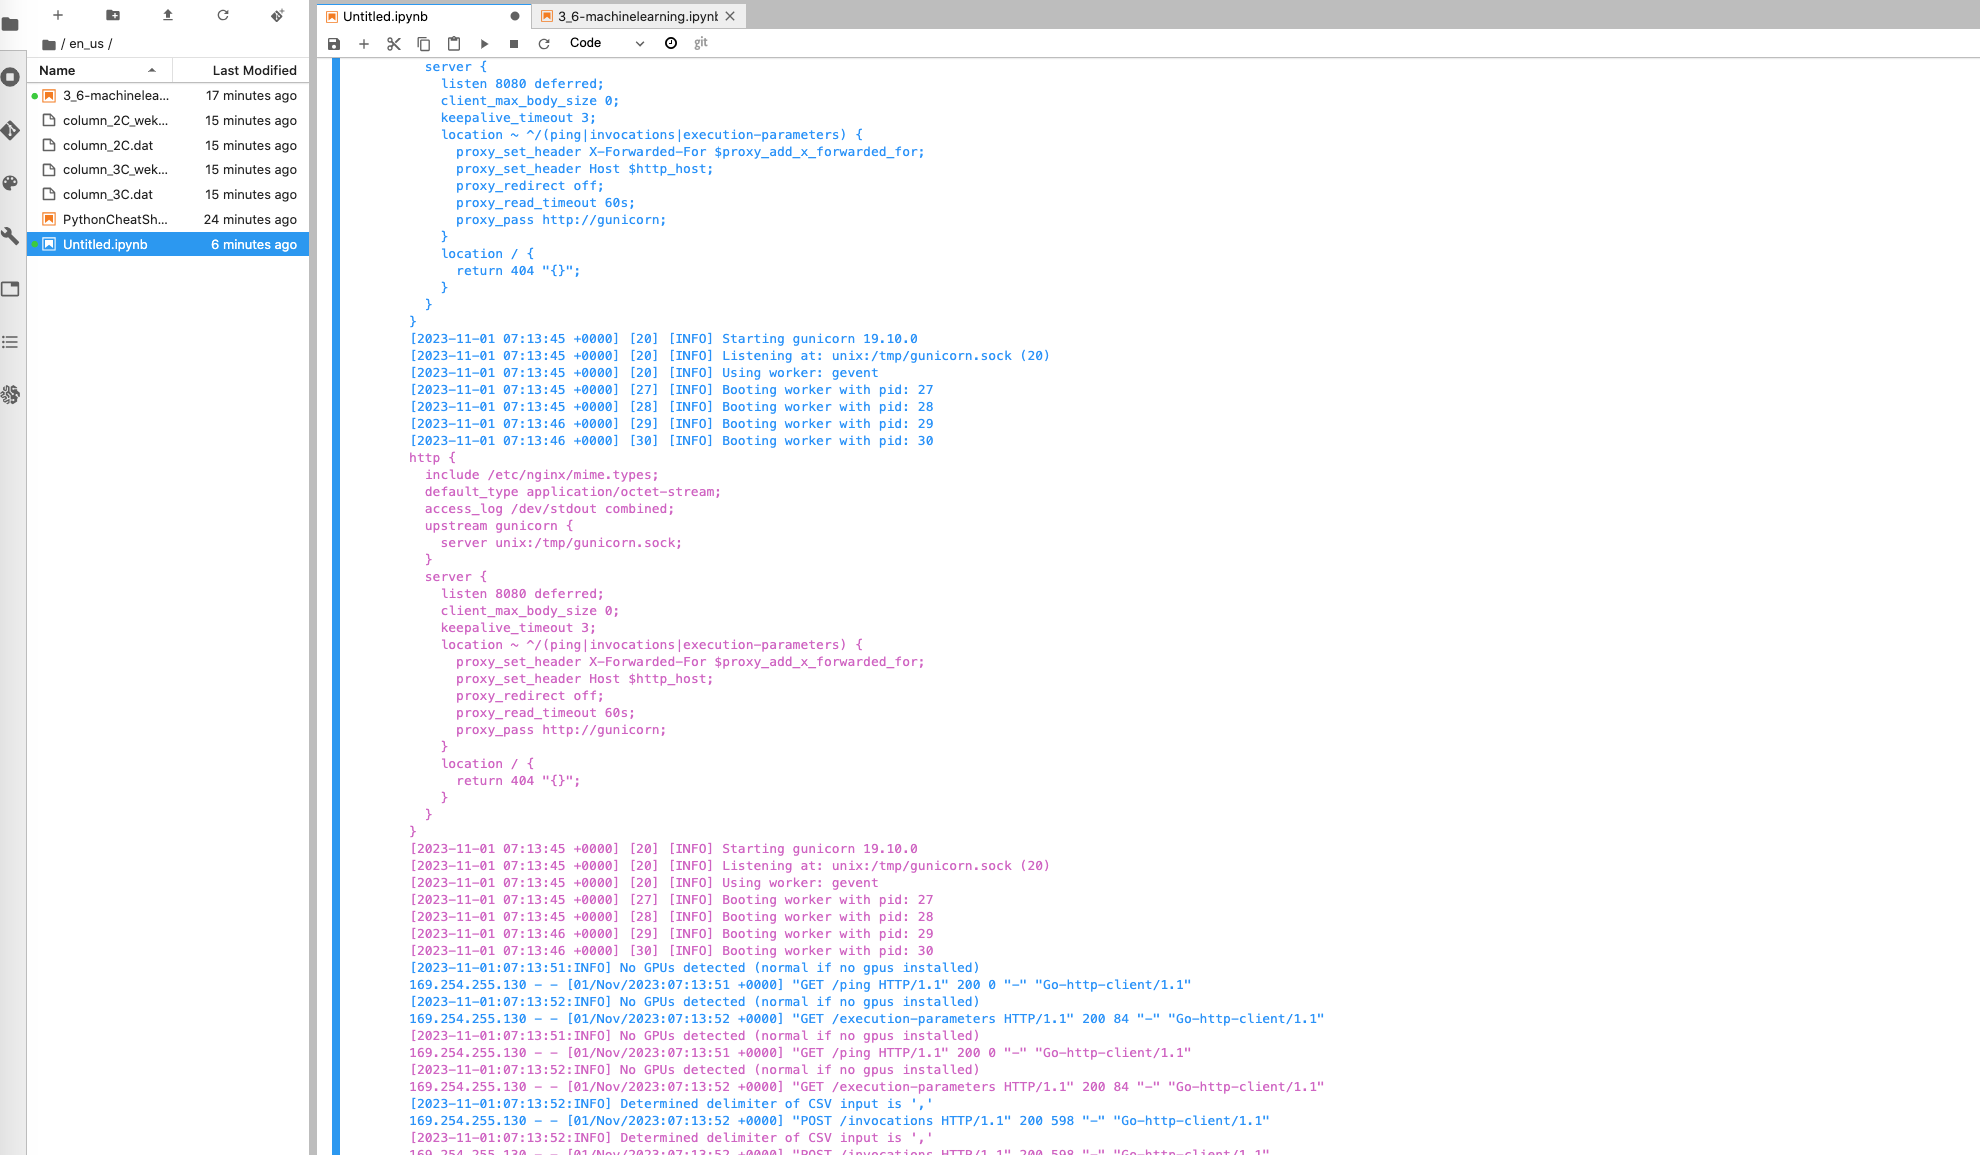 / en_us /
Name Last Modified
3_6-machinelea... 17 minutes ago
column_2C_wek... 15 minutes ago
column_2C.dat 15 minutes ago
column_3C_wek... 15 minutes ago
column_3C.dat 15 minutes ago
PythonCheatSh... 24 minutes ago
Untitled.ipynb 6 minutes ago
Untitled.ipynb 3_6-machinelearning.ipynb
Code git
server {
listen 8080 deferred;
client_max_body_size 0;
keepalive_timeout 3;
location ~ ^/(ping|invocations|execution-parameters) {
proxy_set_header X-Forwarded-For $proxy_add_x_forwarded_for;
proxy_set_header Host $http_host;
proxy_redirect off;
proxy_read_timeout 60s;
proxy_pass http://gunicorn;
}
location / {
return 404 "{}";
}
}
}
[2023-11-01 07:13:45 +0000] [20] [INFO] Starting gunicorn 19.10.0
[2023-11-01 07:13:45 +0000] [20] [INFO] Listening at: unix:/tmp/gunicorn.sock (20)
[2023-11-01 07:13:45 +0000] [20] [INFO] Using worker: gevent
[2023-11-01 07:13:45 +0000] [27] [INFO] Booting worker with pid: 27
[2023-11-01 07:13:45 +0000] [28] [INFO] Booting worker with pid: 28
[2023-11-01 07:13:46 +0000] [29] [INFO] Booting worker with pid: 29
[2023-11-01 07:13:46 +0000] [30] [INFO] Booting worker with pid: 30
http {
include /etc/nginx/mime.types;
default_type application/octet-stream;
access_log /dev/stdout combined;
upstream gunicorn {
server unix:/tmp/gunicorn.sock;
}
server {
listen 8080 deferred;
client_max_body_size 0;
keepalive_timeout 3;
location ~ ^/(ping|invocations|execution-parameters) {
proxy_set_header X-Forwarded-For $proxy_add_x_forwarded_for;
proxy_set_header Host $http_host;
proxy_redirect off;
proxy_read_timeout 60s;
proxy_pass http://gunicorn;
}
location / {
return 404 "{}";
}
}
}
[2023-11-01 07:13:45 +0000] [20] [INFO] Starting gunicorn 19.10.0
[2023-11-01 07:13:45 +0000] [20] [INFO] Listening at: unix:/tmp/gunicorn.sock (20)
[2023-11-01 07:13:45 +0000] [20] [INFO] Using worker: gevent
[2023-11-01 07:13:45 +0000] [27] [INFO] Booting worker with pid: 27
[2023-11-01 07:13:45 +0000] [28] [INFO] Booting worker with pid: 28
[2023-11-01 07:13:46 +0000] [29] [INFO] Booting worker with pid: 29
[2023-11-01 07:13:46 +0000] [30] [INFO] Booting worker with pid: 30
[2023-11-01:07:13:51:INFO] No GPUs detected (normal if no gpus installed)
169.254.255.130 - - [01/Nov/2023:07:13:51 +0000] "GET /ping HTTP/1.1" 200 0 "-" "Go-http-client/1.1"
[2023-11-01:07:13:52:INFO] No GPUs detected (normal if no gpus installed)
169.254.255.130 - - [01/Nov/2023:07:13:52 +0000] "GET /execution-parameters HTTP/1.1" 200 84 "-" "Go-http-client/1.1"
[2023-11-01:07:13:51:INFO] No GPUs detected (normal if no gpus installed)
169.254.255.130 - - [01/Nov/2023:07:13:51 +0000] "GET /ping HTTP/1.1" 200 0 "-" "Go-http-client/1.1"
[2023-11-01:07:13:52:INFO] No GPUs detected (normal if no gpus installed)
169.254.255.130 - - [01/Nov/2023:07:13:52 +0000] "GET /execution-parameters HTTP/1.1" 200 84 "-" "Go-http-client/1.1"
[2023-11-01:07:13:52:INFO] Determined delimiter of CSV input is ','
169.254.255.130 - - [01/Nov/2023:07:13:52 +0000] "POST /invocations HTTP/1.1" 200 598 "-" "Go-http-client/1.1"
[2023-11-01:07:13:52:INFO] Determined delimiter of CSV input is ','
169.254.255.130 - - [01/Nov/2023:07:13:52 +0000] "POST /invocations HTTP/1.1" 200 598 "-" "Go-http-client/1.1"